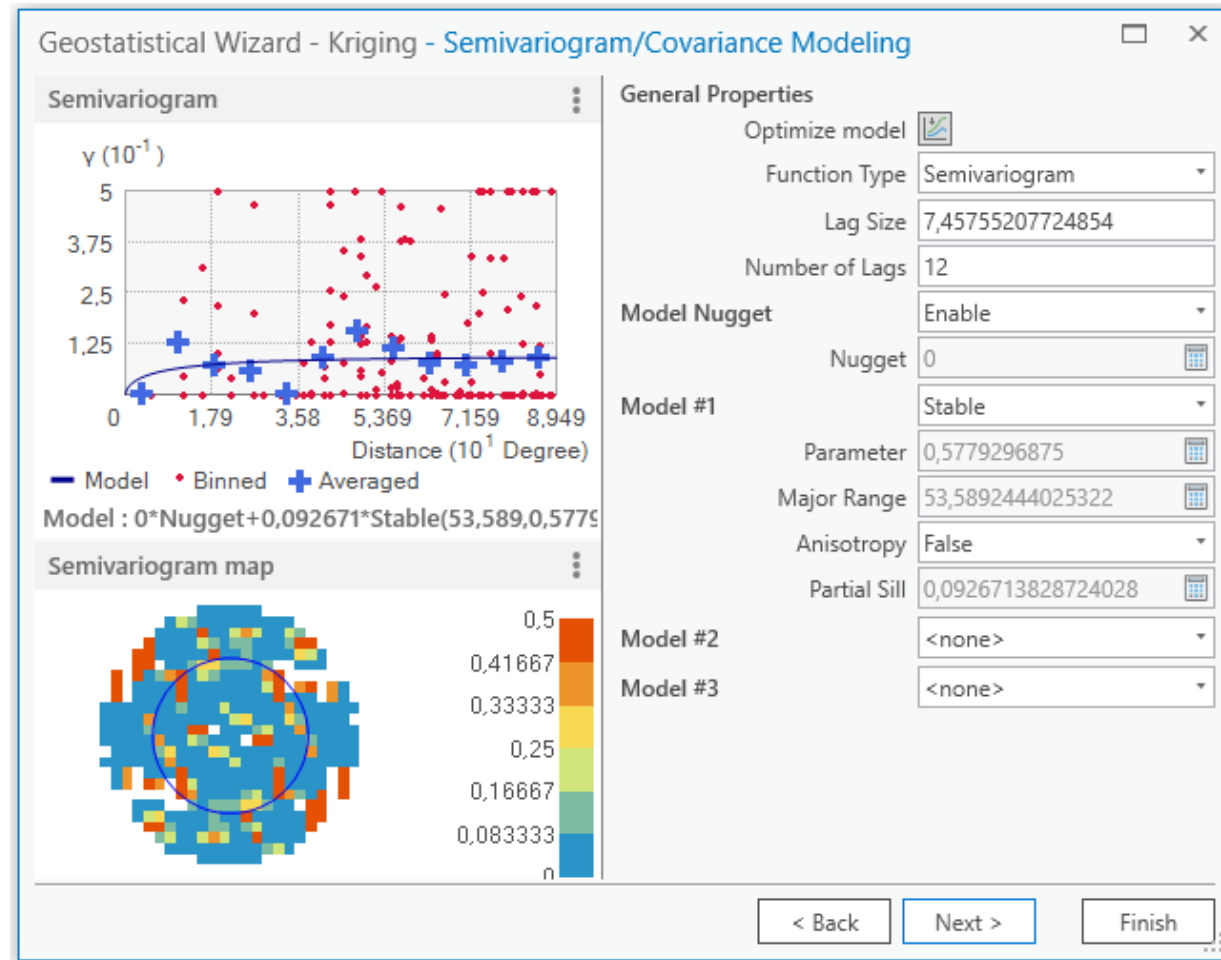 Geostatistical Wizard - Kriging - Semivariogram/Covariance Modeling
Semivariogram
γ (10⁻¹ )
5
3,75
2,5
1,25
0 1,79 3,58 5,369 7,159 8,949
Distance (10¹ Degree)
Model Binned Averaged
Model : 0*Nugget+0,092671*Stable(53,589,0,5779
Semivariogram map
0,5
0,41667
0,33333
0,25
0,16667
0,083333
0
General Properties
Optimize model
Function Type Semivariogram
Lag Size 7,45755207724854
Number of Lags 12
Model Nugget Enable
Nugget 0
Model #1 Stable
Parameter 0,5779296875
Major Range 53,5892444025322
Anisotropy False
Partial Sill 0,0926713828724028
Model #2 <none>
Model #3 <none>
< Back Next > Finish